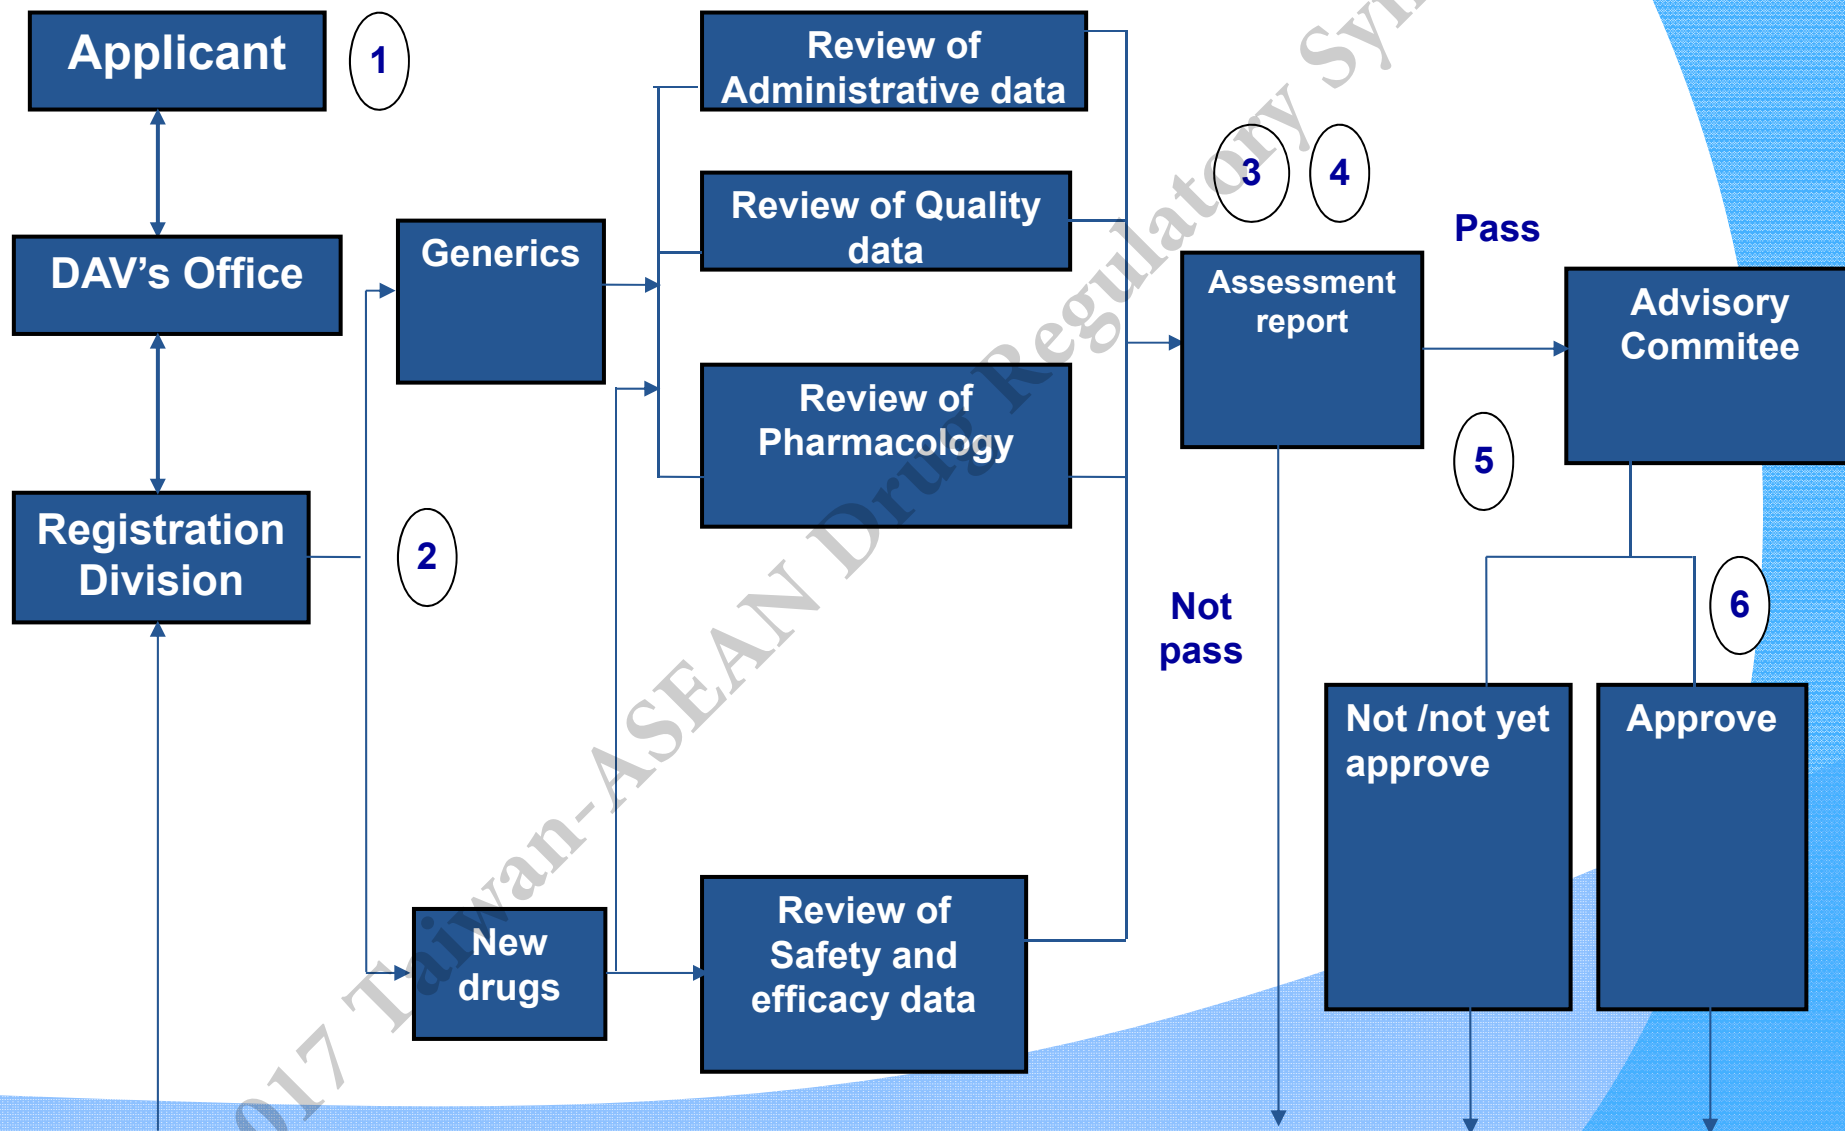 Applicant
1
DAV's Office
Registration
Division
2
Generics
New
drugs
Review of
Administrative data
Review of Quality
data
Review of
Pharmacology
Review of
Safety and
efficacy data
3
4
Assessment
report
Pass
Not
pass
5
Advisory
Commitee
6
Not /not yet
approve
Approve
Taiwan-ASEAN Drug Regulatory